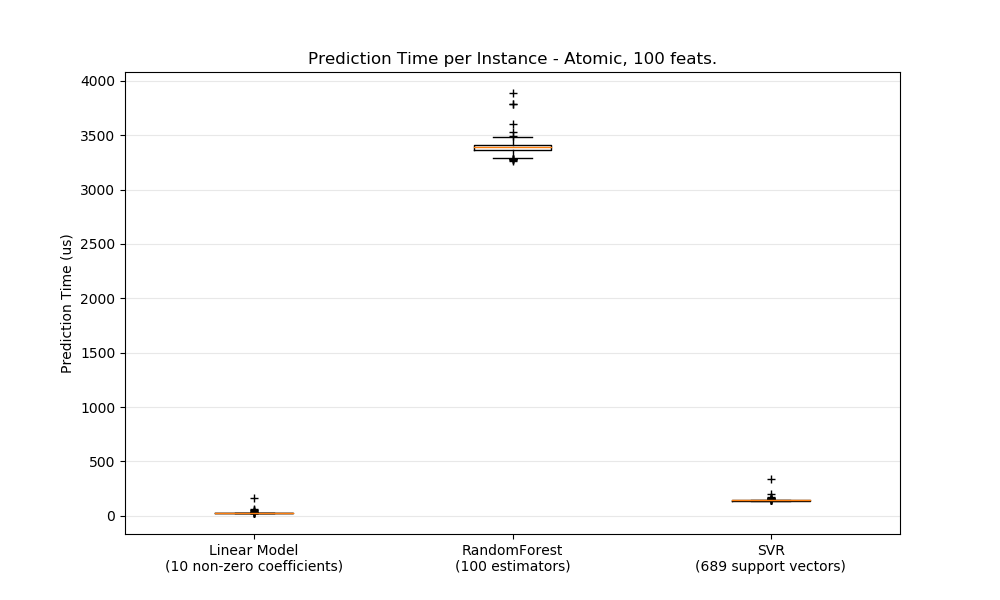 Prediction Time per Instance - Atomic, 100 feats.
4000
3500
3000
2500
2000
1500
1000
500
0
Prediction Time (us)
Linear Model
(10 non-zero coefficients)
RandomForest
(100 estimators)
SVR
(689 support vectors)